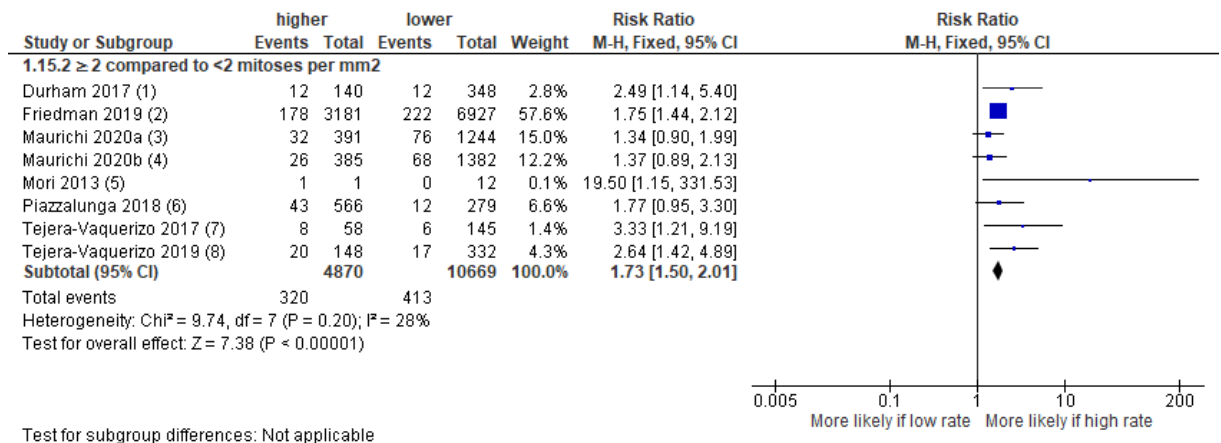 higher lower Risk Ratio Risk Ratio
Study or Subgroup Events Total Events Total Weight M-H, Fixed, 95% CI M-H, Fixed, 95% CI
1.15.2 ≥ 2 compared to <2 mitoses per mm2
Durham 2017 (1) 12 140 12 348 2.8% 2.49 [1.14, 5.40]
Friedman 2019 (2) 178 3181 222 6927 57.6% 1.75 [1.44, 2.12]
Maurichi 2020a (3) 32 391 76 1244 15.0% 1.34 [0.90, 1.99]
Maurichi 2020b (4) 26 385 68 1382 12.2% 1.37 [0.89, 2.13]
Mori 2013 (5) 1 1 0 12 0.1% 19.50 [1.15, 331.53]
Piazzalunga 2018 (6) 43 566 12 279 6.6% 1.77 [0.95, 3.30]
Tejera-Vaquerizo 2017 (7) 8 58 6 145 1.4% 3.33 [1.21, 9.19]
Tejera-Vaquerizo 2019 (8) 20 148 17 332 4.3% 2.64 [1.42, 4.89]
Subtotal (95% CI) 4870 10669 100.0% 1.73 [1.50, 2.01]
Total events 320 413
Heterogeneity: Chi² = 9.74, df = 7 (P = 0.20); I² = 28%
Test for overall effect: Z = 7.38 (P < 0.00001)
0.005 0.1 1 10 200
More likely if low rate More likely if high rate
Test for subgroup differences: Not applicable